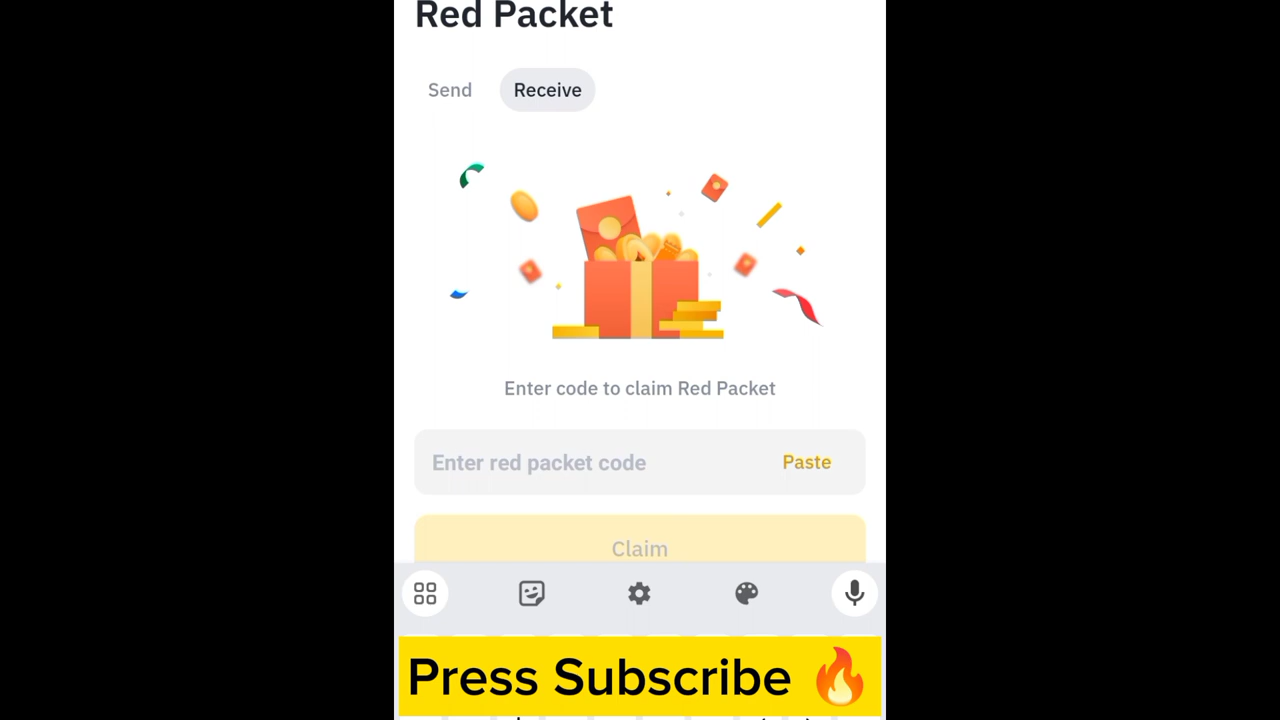 Red Packet
Send
Receive
Enter code to claim Red Packet
Enter red packet code
Paste
Claim
Press Subscribe 🔥